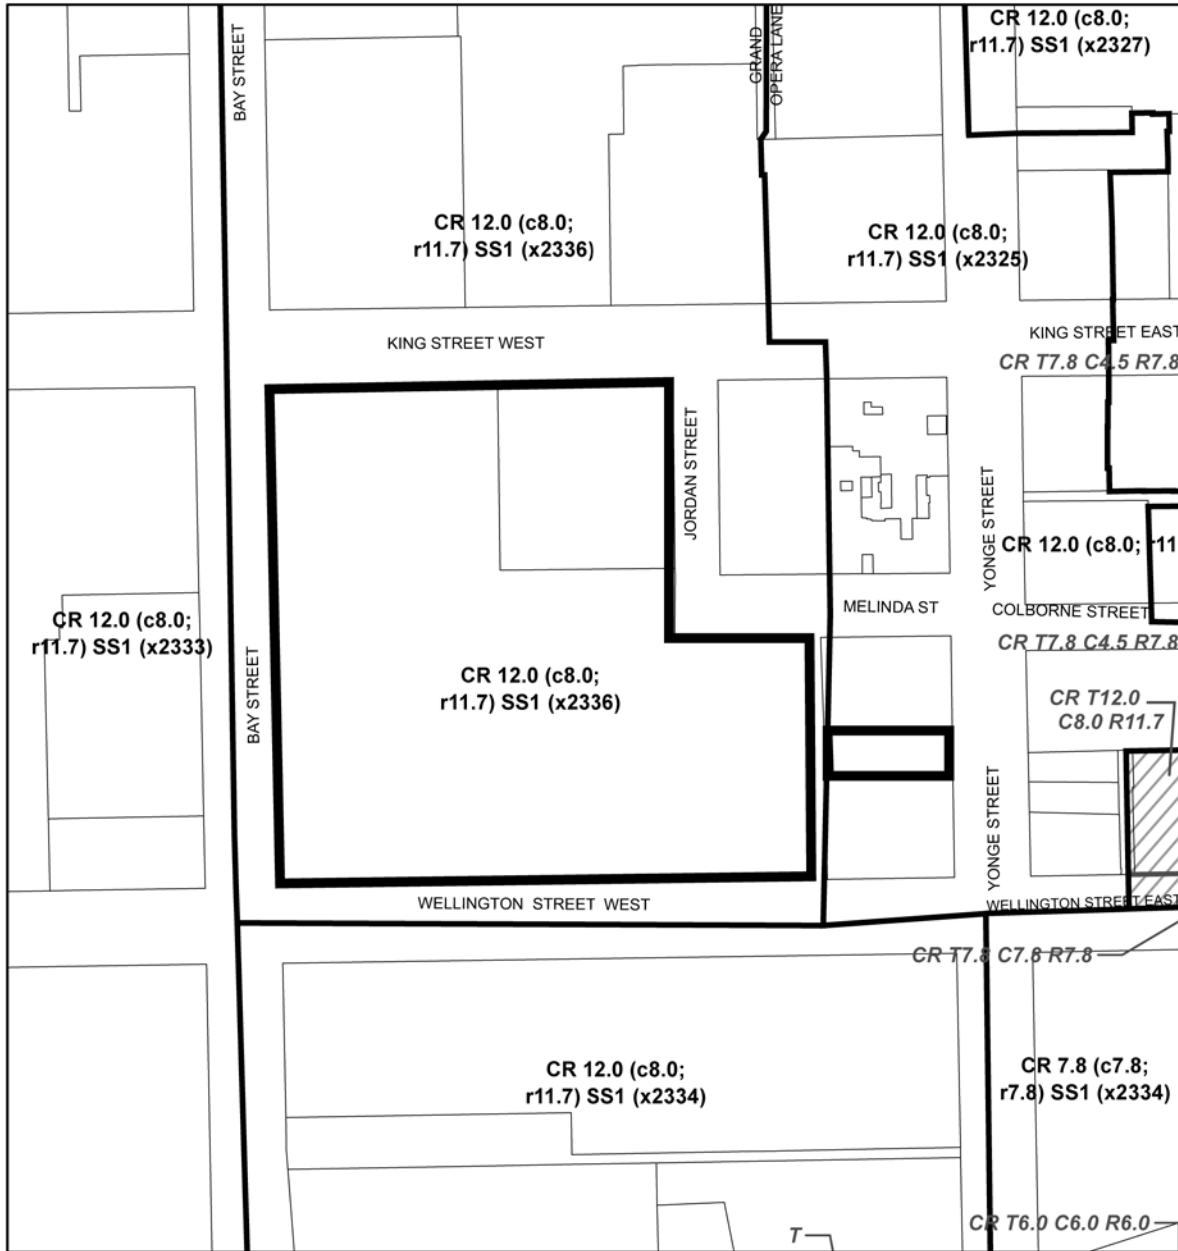 CR 12.0 (c8.0;
r11.7) SS1 (x2327)
BAY STREET
GRAND
OPERA LANE
CR 12.0 (c8.0;
r11.7) SS1 (x2336)
CR 12.0 (c8.0;
r11.7) SS1 (x2325)
KING STREET WEST
KING STREET EAST
CR T7.8 C4.5 R7.8
JORDAN STREET
YONGE STREET
CR 12.0 (c8.0; r11
MELINDA ST
COLBORNE STREET
CR 12.0 (c8.0;
r11.7) SS1 (x2333)
CR T7.8 C4.5 R7.8
BAY STREET
CR 12.0 (c8.0;
r11.7) SS1 (x2336)
CR T12.0
C8.0 R11.7
YONGE STREET
WELLINGTON STREET WEST
WELLINGTON STREET EAST
CR T7.8 C7.8 R7.8
CR 12.0 (c8.0;
r11.7) SS1 (x2334)
CR 7.8 (c7.8;
r7.8) SS1 (x2334)
CR T6.0 C6.0 R6.0
T